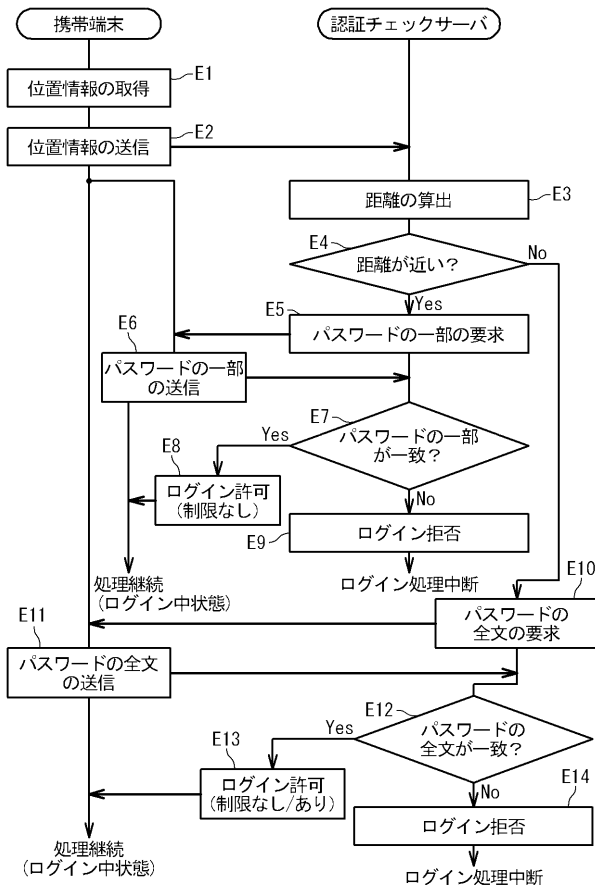 携帯端末
認証チェックサーバ
E1
位置情報の取得
E2
位置情報の送信
E3
距離の算出
E4
距離が近い?
No
Yes
E5
パスワードの一部の要求
E6
パスワードの一部
の送信
E7
パスワードの一部
が一致?
Yes
E8
ログイン許可
(制限なし)
No
E9
ログイン拒否
処理継続
(ログイン中状態)
ログイン処理中断
E10
パスワードの
全文の要求
E11
パスワードの全文
の送信
E12
パスワードの
全文が一致?
Yes
E13
ログイン許可
(制限なし/あり)
No
E14
ログイン拒否
処理継続
(ログイン中状態)
ログイン処理中断